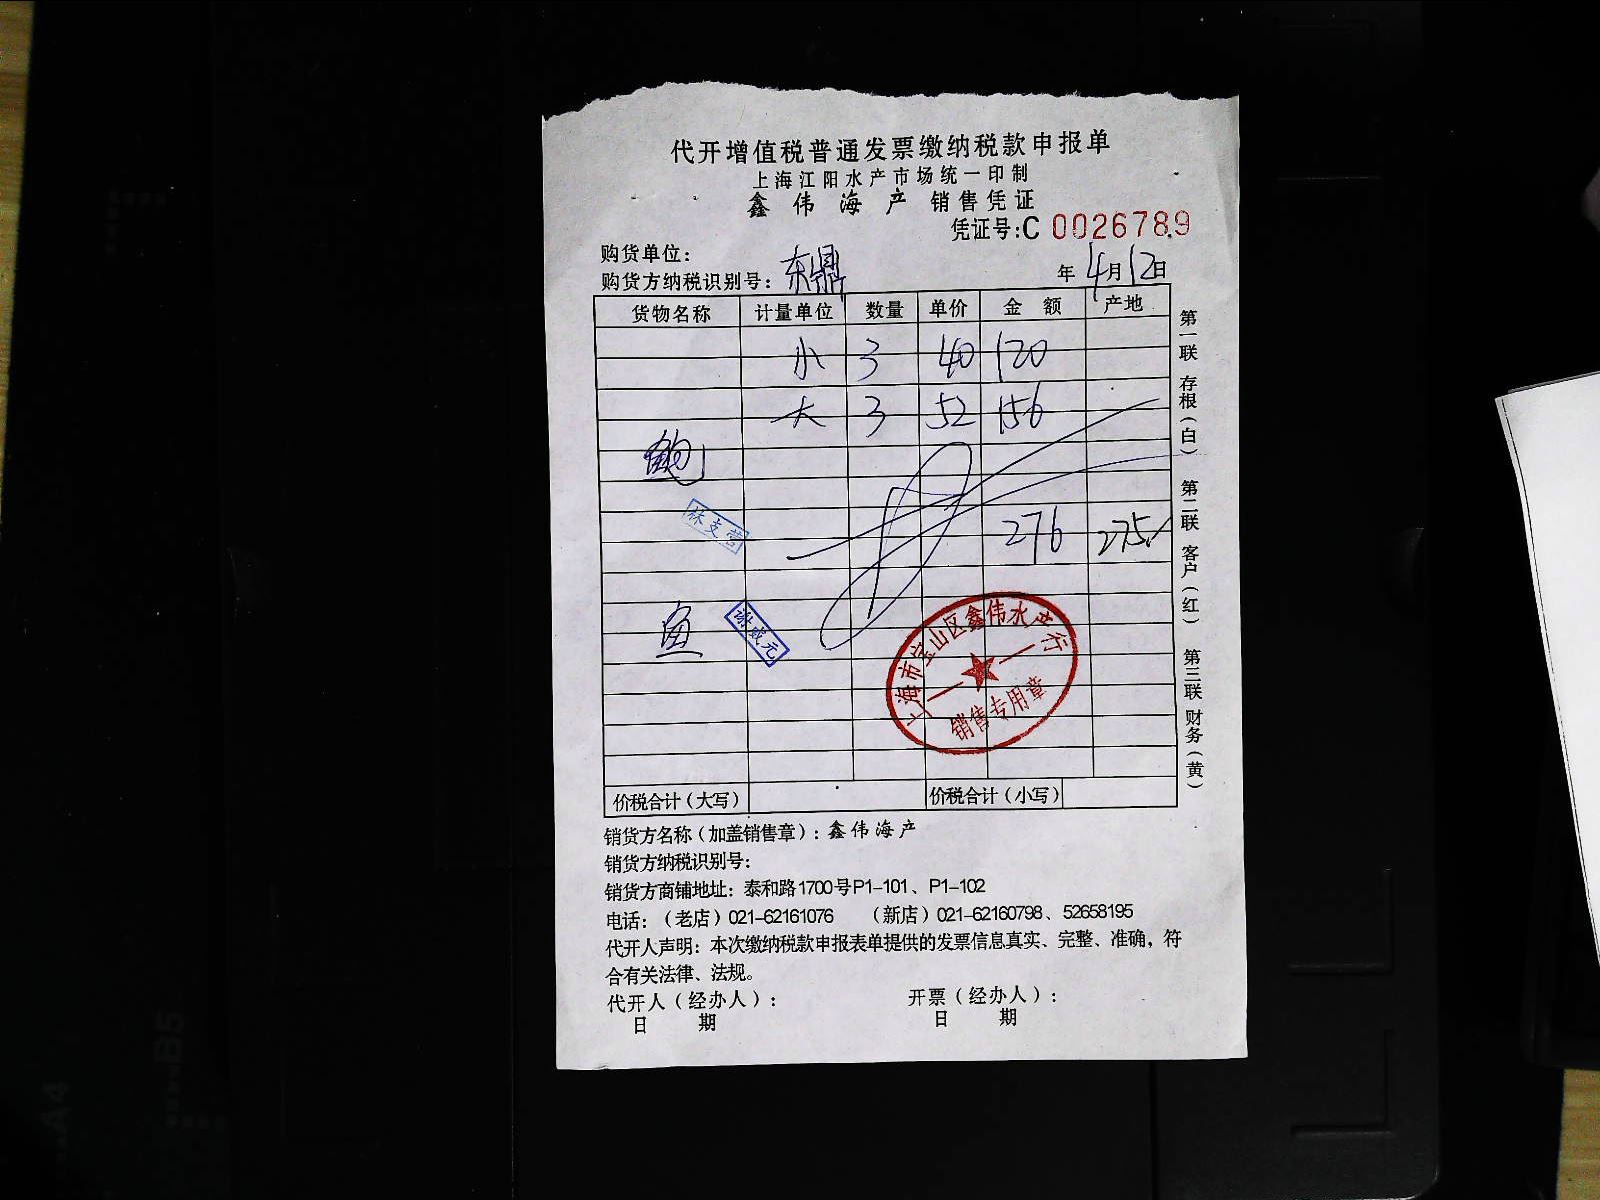 代开增值税普通发票缴纳税款申报单
上海江阳水产市场统一印制
鑫伟海产 销售凭证
凭证号:C 0026789
购货单位:
购货方纳税识别号: 东鼎
年4月12日
货物名称 计量单位 数量 单价 金额 产地
小 3 40 120
大 3 52 156
鲍
林支营
276 275
鱼
谢威元
上海市宝山区鑫伟水产行
销售专用章
价税合计(大写) 价税合计(小写)
第一联 存根(白)
第二联 客户(红)
第三联 财务(黄)
销货方名称(加盖销售章): 鑫伟海产
销货方纳税识别号:
销货方商铺地址: 泰和路1700号P1-101、P1-102
电话:(老店)021-62161076 (新店)021-62160798、52658195
代开人声明: 本次缴纳税款申报表单提供的发票信息真实、完整、准确，符
合有关法律、法规。
代开人(经办人): 开票(经办人):
日 期 日 期
B5
A4